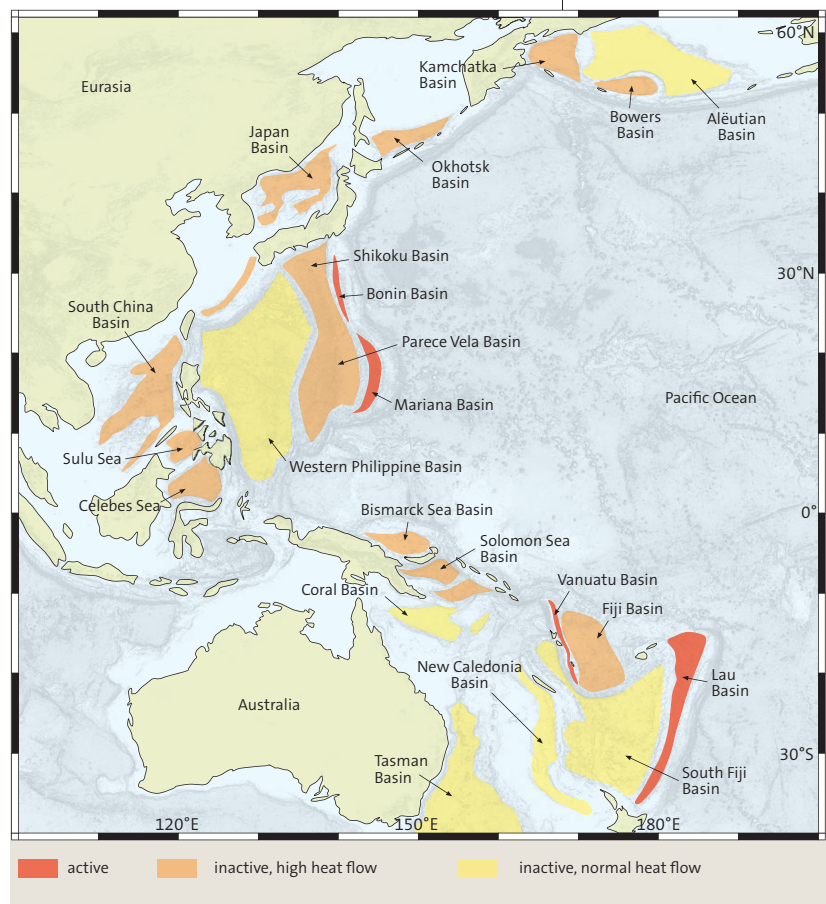 60°N
Eurasia
Kamchatka
Basin
Bowers
Basin
Alëutian
Basin
Japan
Basin
Okhotsk
Basin
Shikoku Basin
30°N
Bonin Basin
South China
Basin
Parece Vela Basin
Pacific Ocean
Mariana Basin
Sulu Sea
Western Philippine Basin
Celebes Sea
Bismarck Sea Basin
0°
Solomon Sea
Basin
Vanuatu Basin
Coral Basin
Fiji Basin
New Caledonia
Basin
Lau
Basin
Australia
30°S
Tasman
Basin
South Fiji
Basin
120°E
150°E
180°E
active
inactive, high heat flow
inactive, normal heat flow